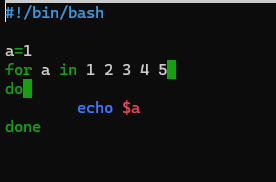 #!/bin/bash

a=1
for a in 1 2 3 4 5
do
        echo $a
done